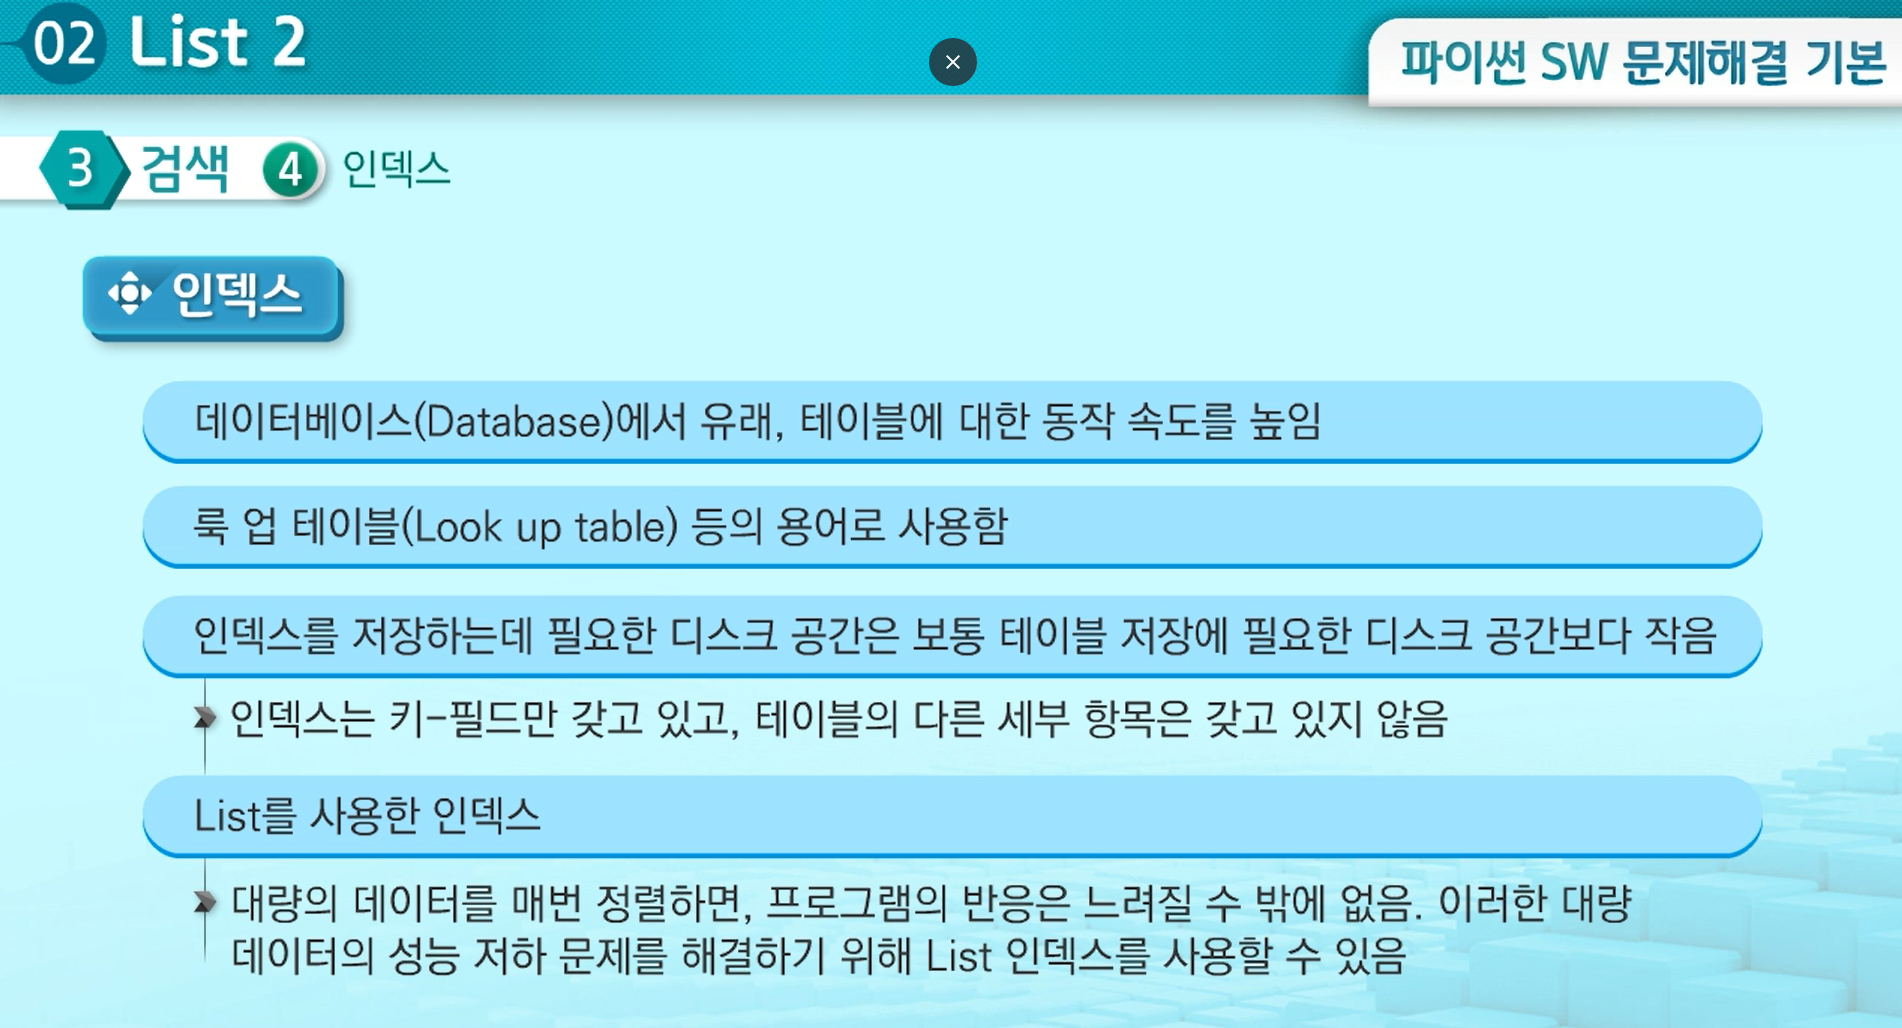 02 List 2
파이썬 SW 문제해결 기본
3 검색 4 인덱스
인덱스
데이터베이스(Database)에서 유래, 테이블에 대한 동작 속도를 높임
룩 업 테이블(Look up table) 등의 용어로 사용함
인덱스를 저장하는데 필요한 디스크 공간은 보통 테이블 저장에 필요한 디스크 공간보다 작음
인덱스는 키-필드만 갖고 있고, 테이블의 다른 세부 항목은 갖고 있지 않음
List를 사용한 인덱스
대량의 데이터를 매번 정렬하면, 프로그램의 반응은 느려질 수 밖에 없음. 이러한 대량
데이터의 성능 저하 문제를 해결하기 위해 List 인덱스를 사용할 수 있음